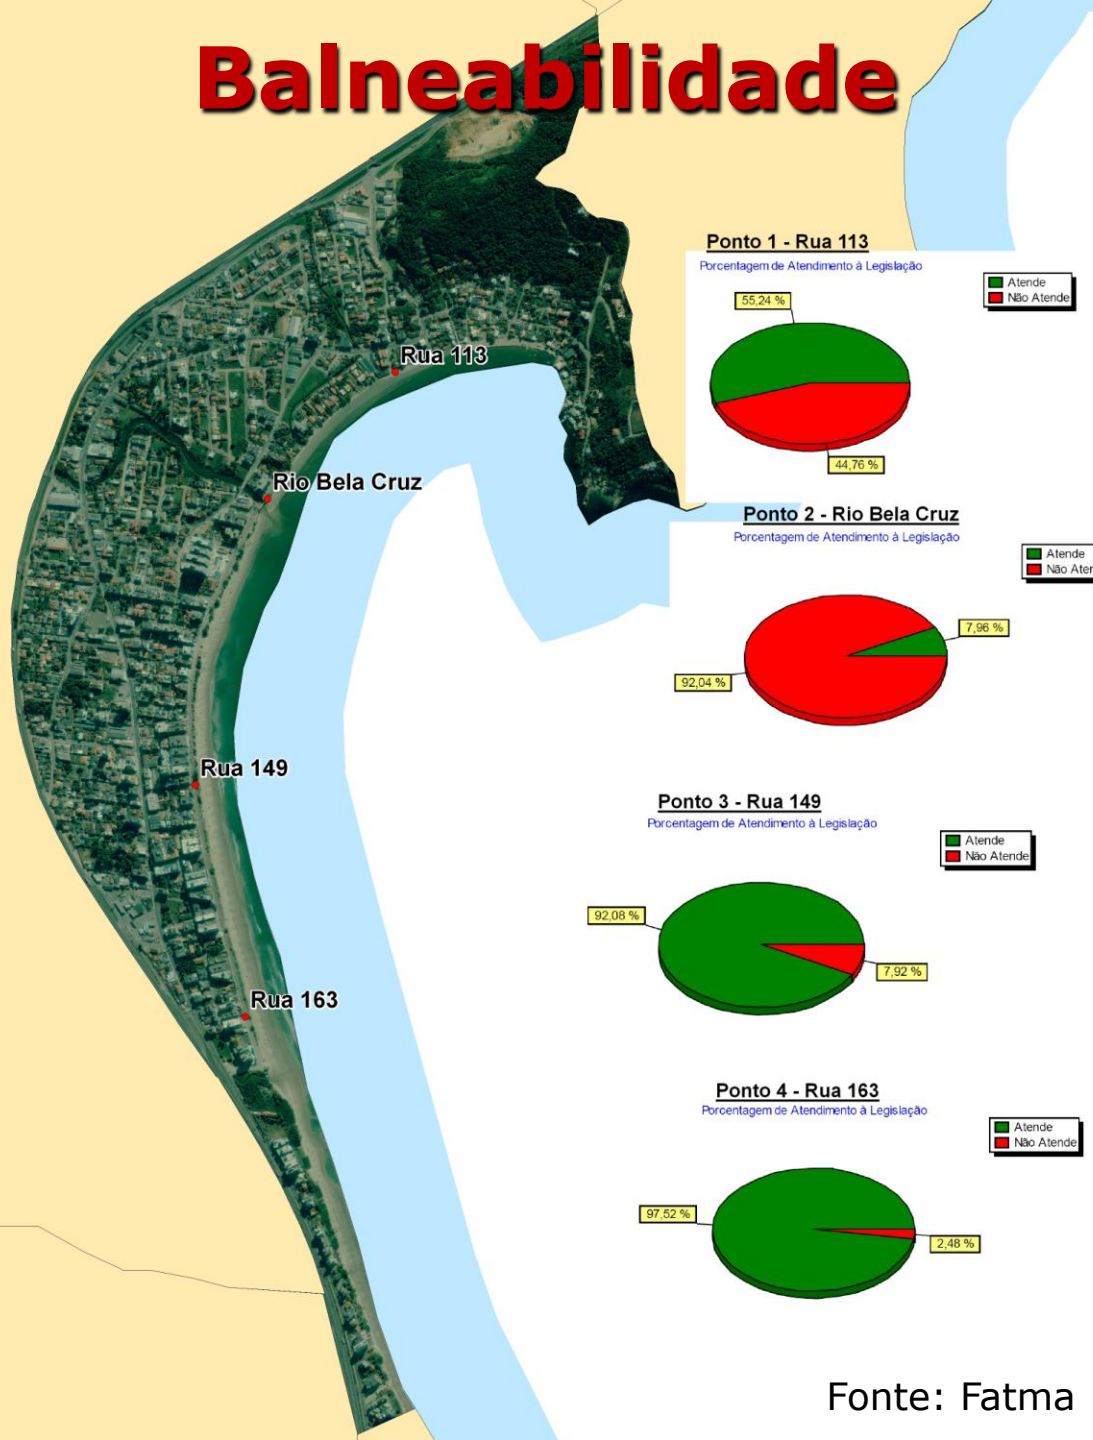 Balneabilidade
Ponto 1 - Rua 113
Porcentagem de Atendimento à Legislação
Atende
Não Atende
55,24 %
44,76 %
Rua 113
Rio Bela Cruz
Ponto 2 - Rio Bela Cruz
Porcentagem de Atendimento à Legislação
Atende
Não Aten
7,96 %
92,04 %
Rua 149
Ponto 3 - Rua 149
Porcentagem de Atendimento à Legislação
Atende
Não Atende
92,08 %
7,92 %
Rua 163
Ponto 4 - Rua 163
Porcentagem de Atendimento à Legislação
Atende
Não Atende
97,52 %
2,48 %
Fonte: Fatma